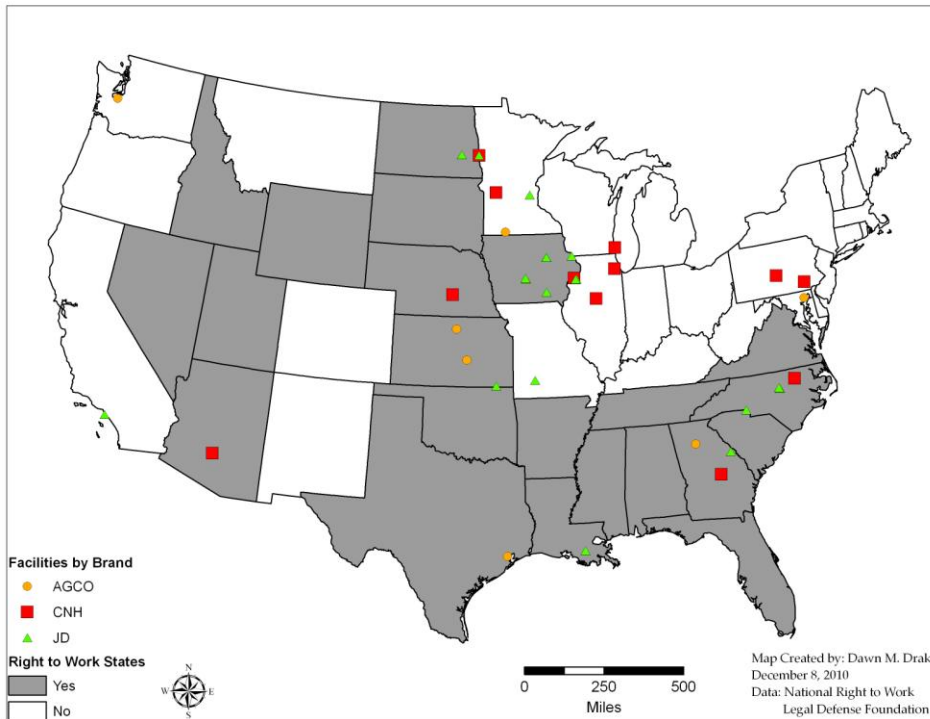 Facilities by Brand
AGCO
CNH
JD
Right to Work States
Yes
No
N
W
E
S
0
250
500
Miles
Map Created by: Dawn M. Drak
December 8, 2010
Data: National Right to Work
Legal Defense Foundation